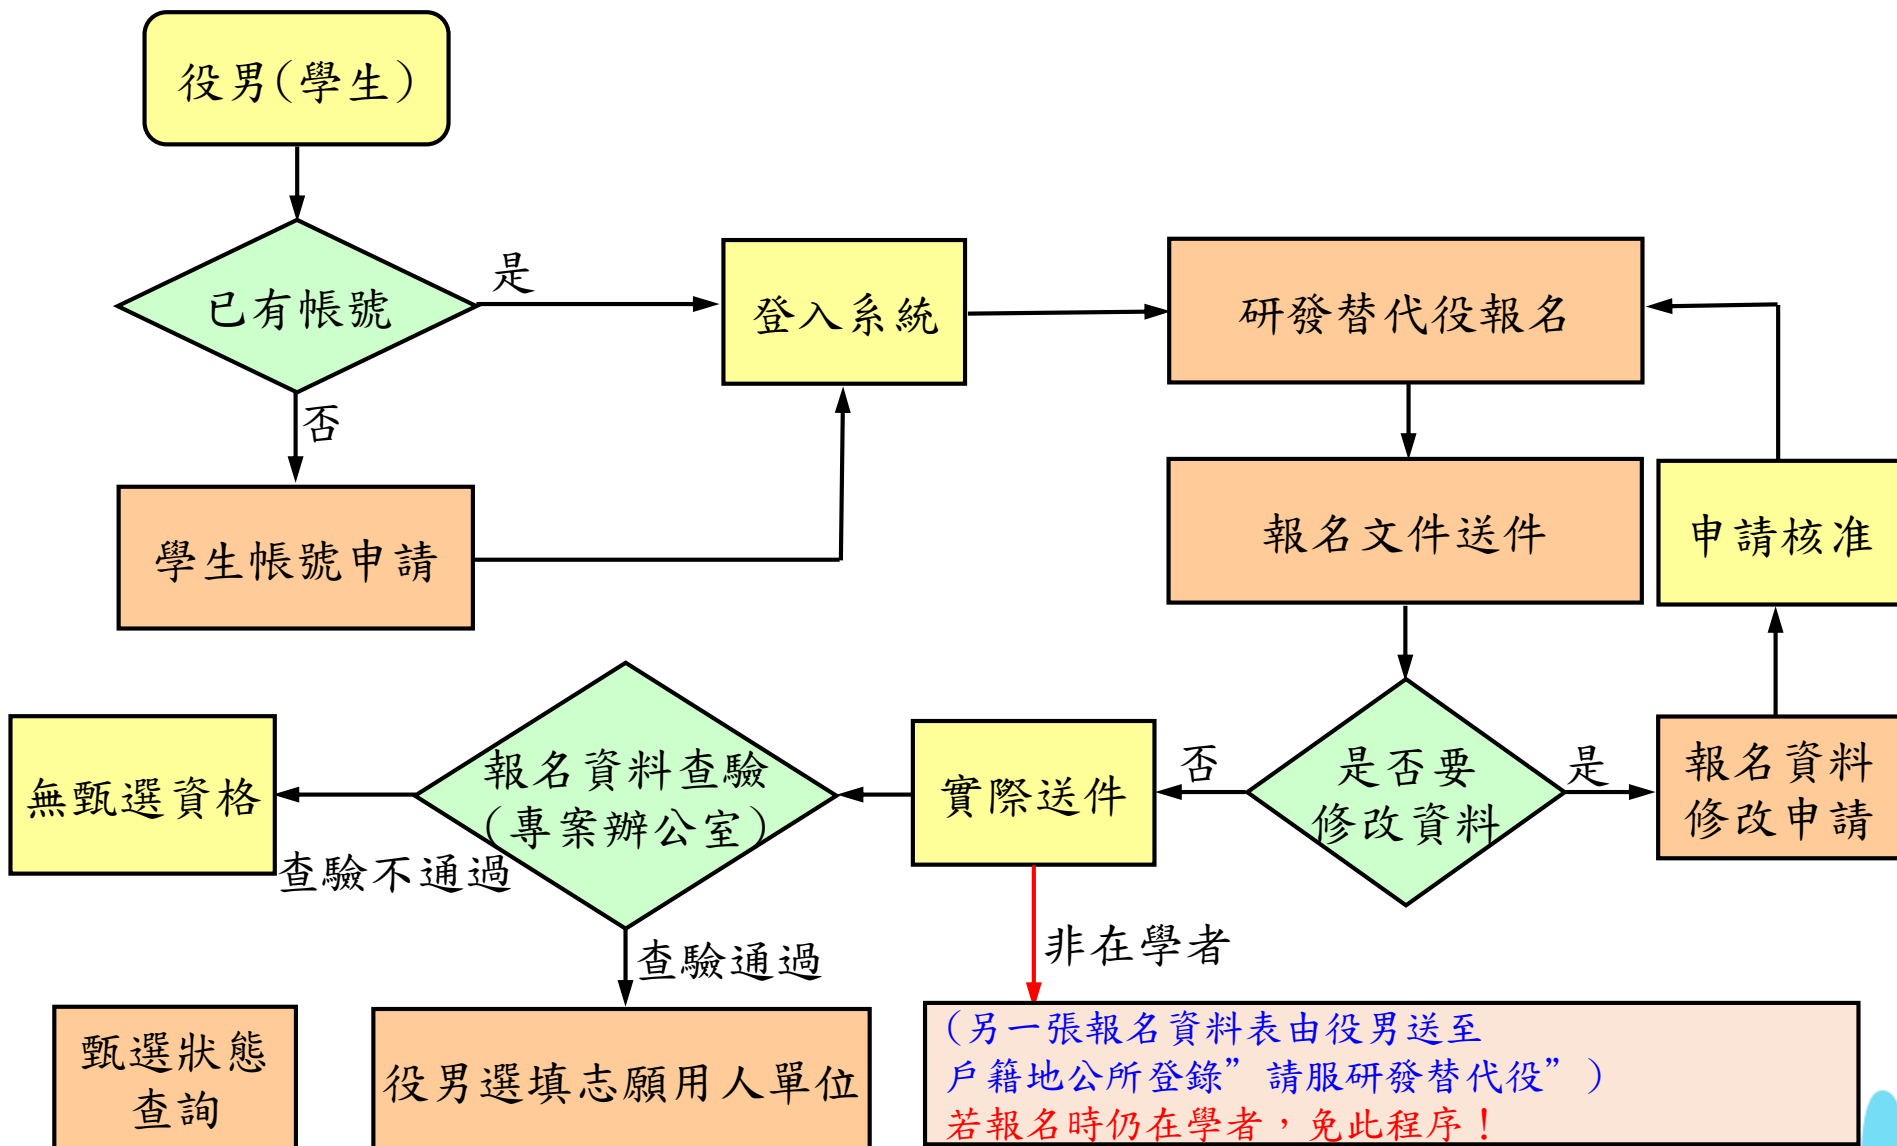 役男(學生)
已有帳號
是
否
登入系統
研發替代役報名
學生帳號申請
報名文件送件
申請核准
是否要
修改資料
是
否
報名資料
修改申請
實際送件
報名資料查驗
(專案辦公室)
無甄選資格
查驗不通過
查驗通過
非在學者
甄選狀態
查詢
役男選填志願用人單位
(另一張報名資料表由役男送至
戶籍地公所登錄”請服研發替代役”)
若報名時仍在學者，免此程序！